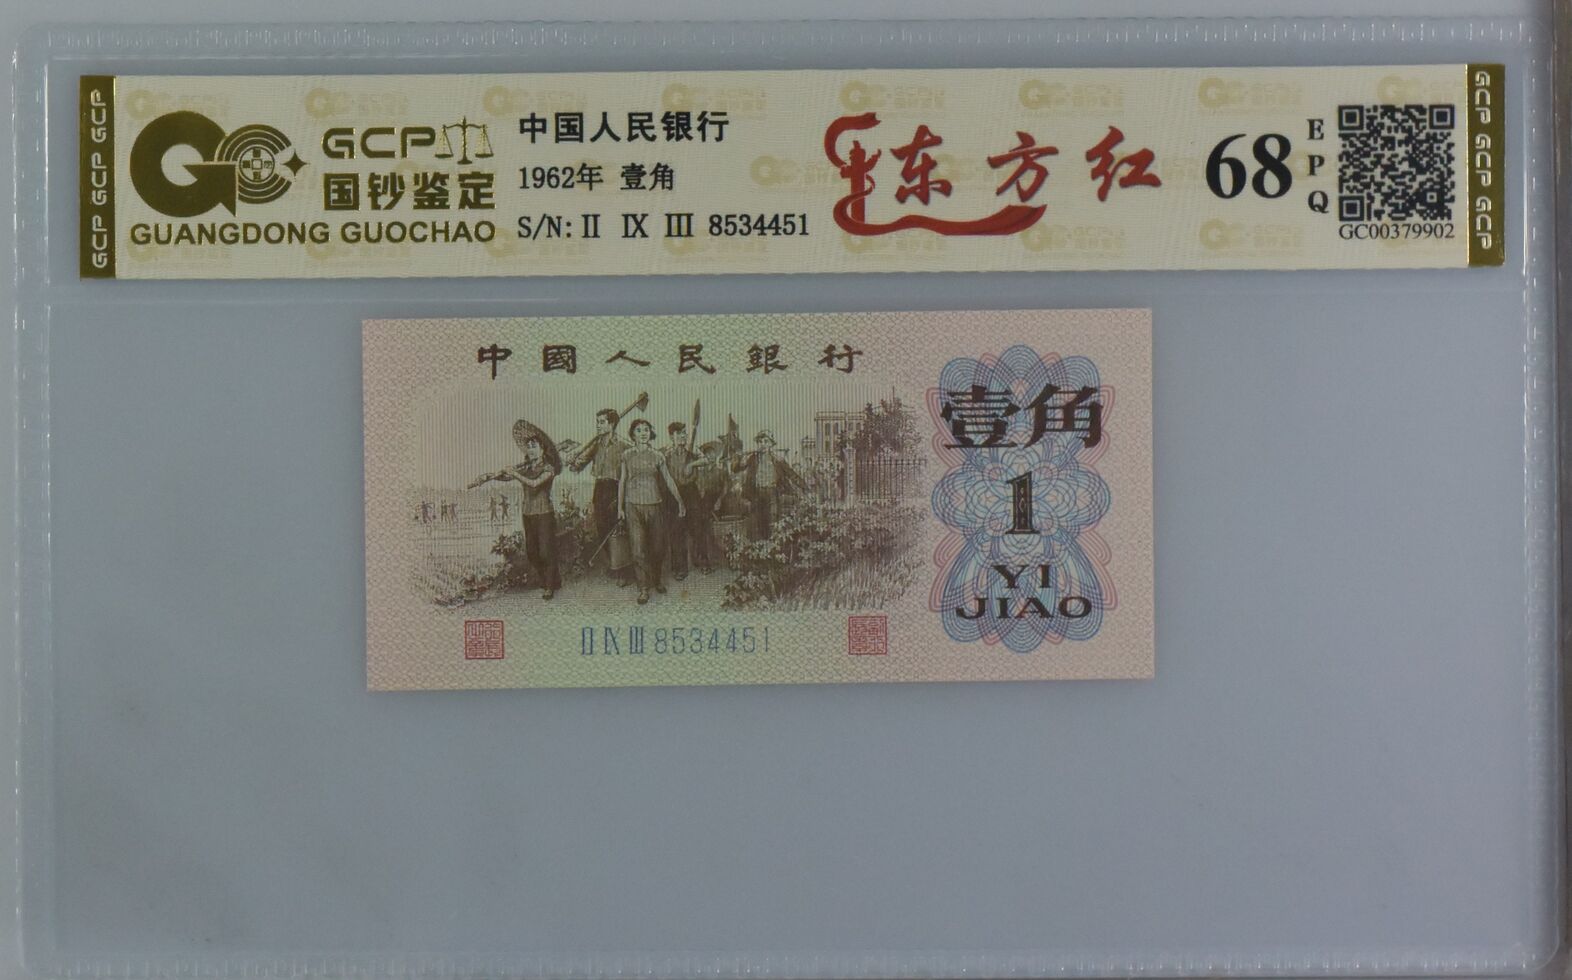 GCP GCP GCP
GCP
国钞鉴定
GUANGDONG GUOCHAO
中国人民银行
1962年 壹角
S/N: II IX III 8534451
东方红
68
EPQ
GC00379902
GCP GCP GCP
中國人民銀行
壹角
1
YI
JIAO
II IX III 8534451